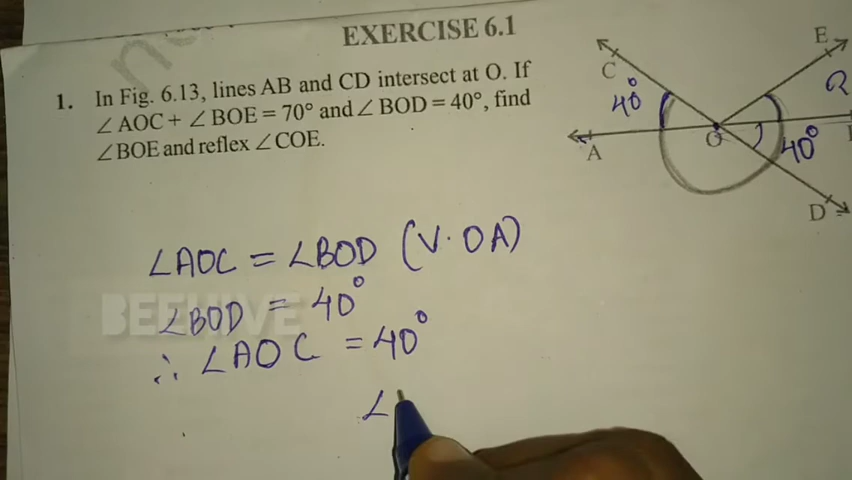 EXERCISE 6.1
1. In Fig. 6.13, lines AB and CD intersect at O. If
∠AOC + ∠BOE = 70° and ∠BOD = 40°, find
∠BOE and reflex ∠COE.
C
E
40°
A
O
40°
D
∠AOC = ∠BOD (V.OA)
∠BOD = 40°
∴ ∠AOC = 40°
∠
BEEHIVE